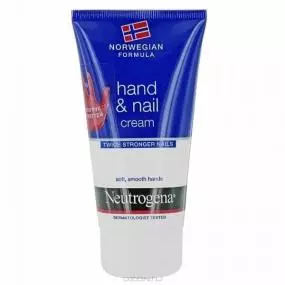 NORWEGIAN
FORMULA
hand
& nail
cream
TWICE STRONGER NAILS
soft, smooth hands
Neutrogena®
DERMATOLOGIST TESTED